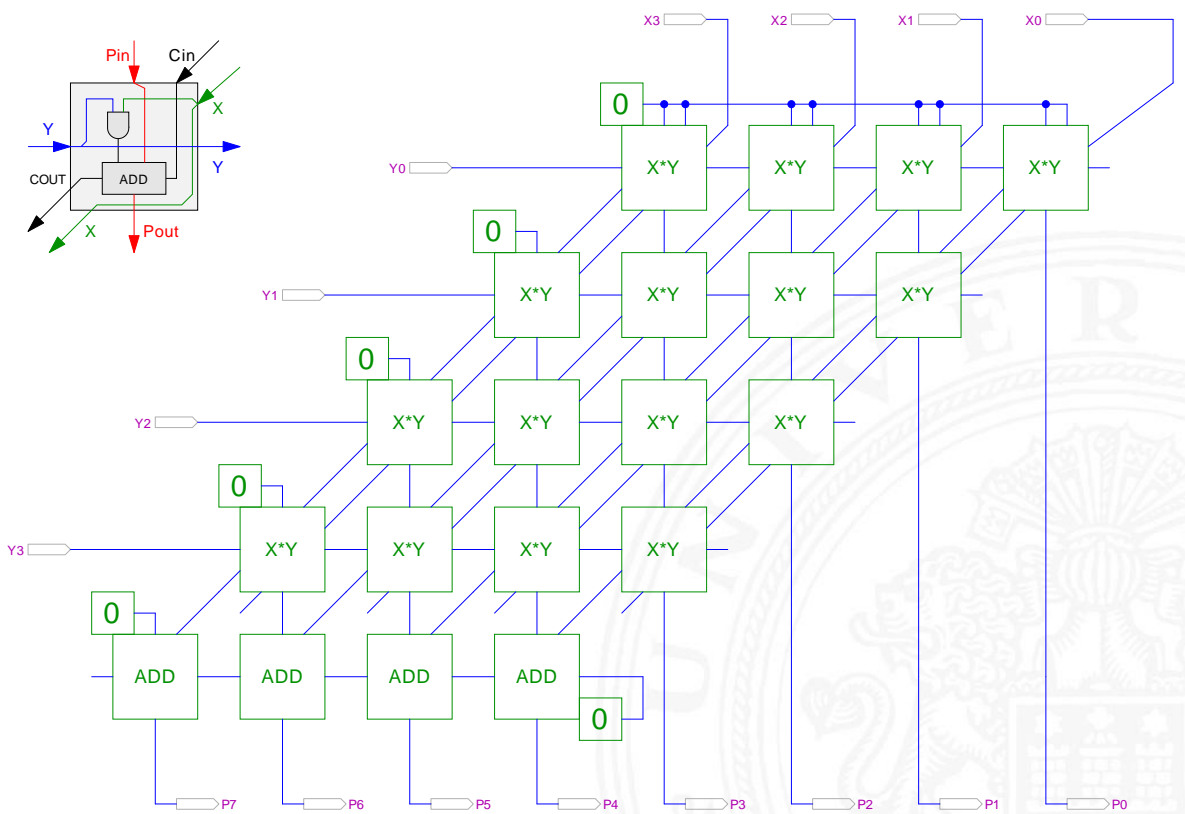 X3 X2 X1 X0
Pin Cin
0
X
Y
Y0 X*Y X*Y X*Y X*Y
Y
COUT ADD
X Pout
0
Y1 X*Y X*Y X*Y X*Y
0
Y2 X*Y X*Y X*Y X*Y
0
Y3 X*Y X*Y X*Y X*Y
0
ADD ADD ADD ADD
0
P7 P6 P5 P4 P3 P2 P1 P0
UNIVER